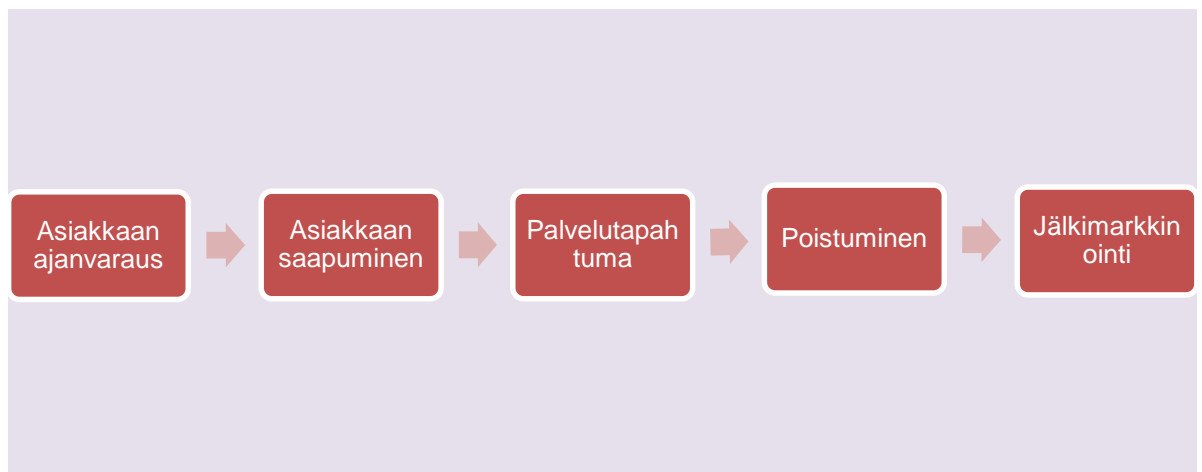 Asiakkaan
ajanvaraus
Asiakkaan
saapuminen
Palvelutapah
tuma
Poistuminen
Jälkimarkkin
ointi